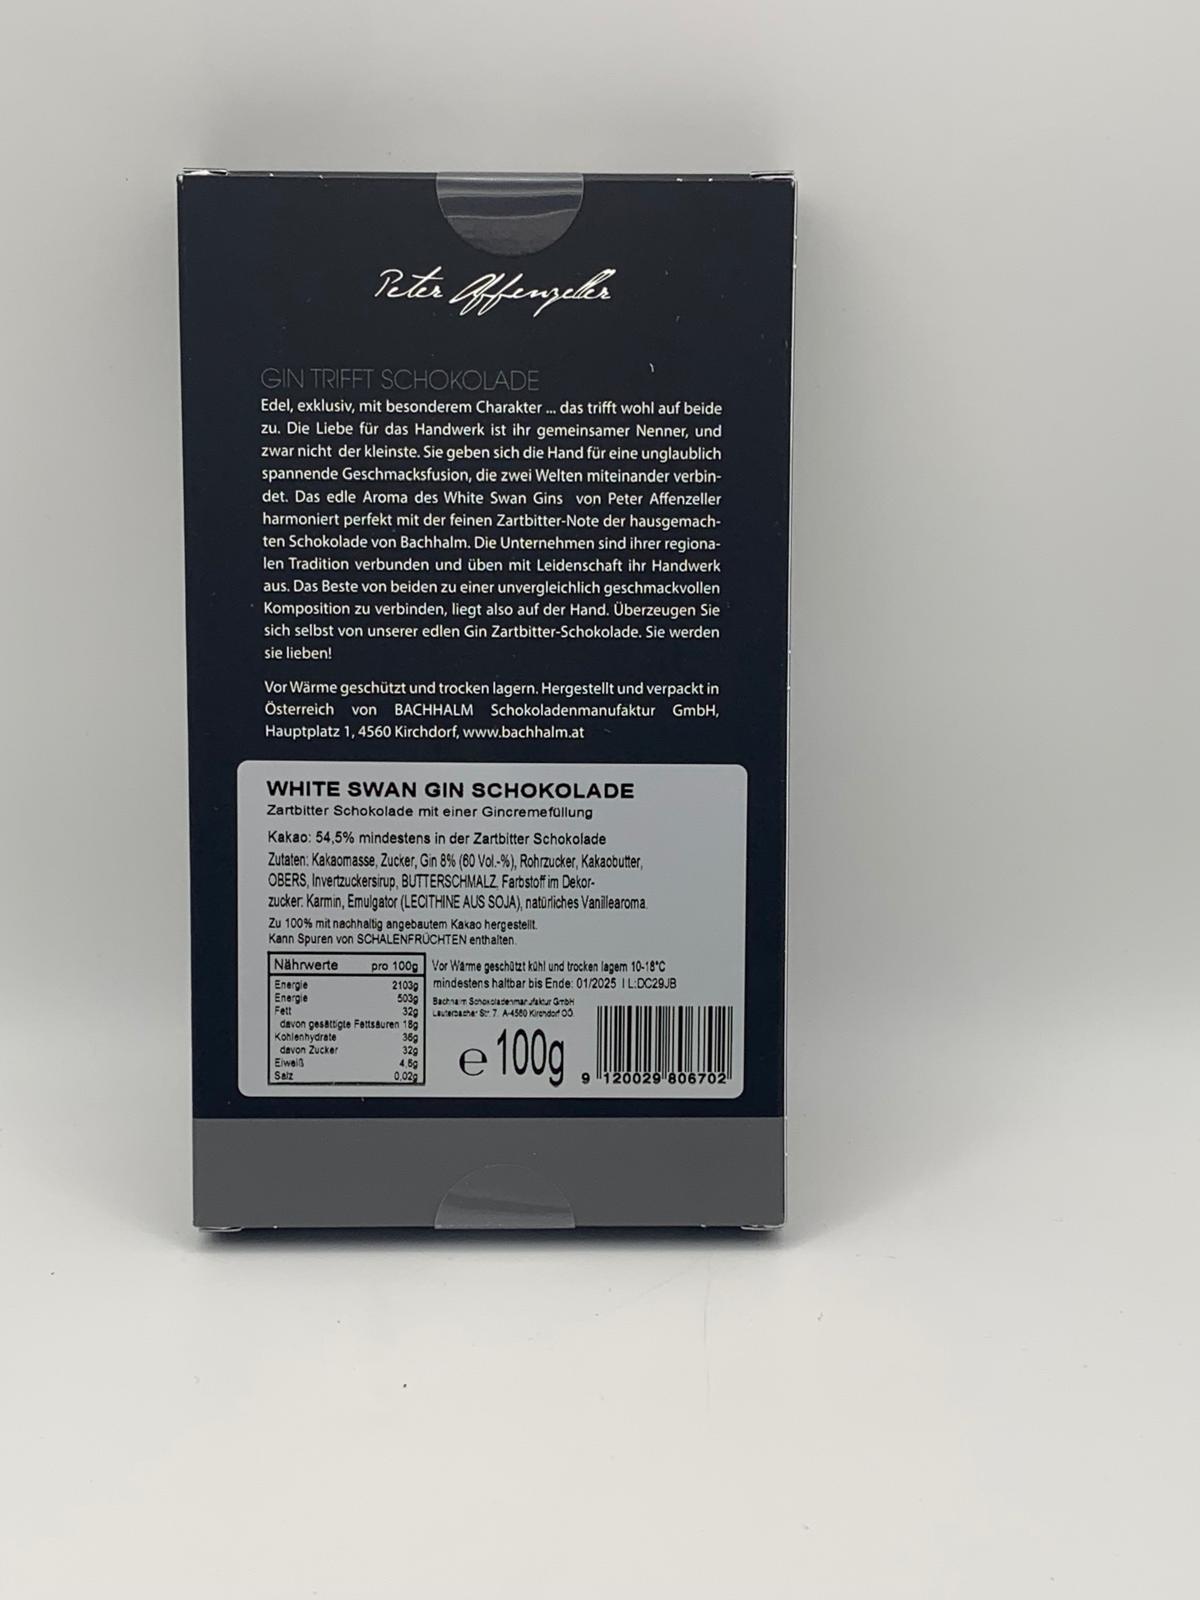 Peter Affenzeller
GIN TRIFFT SCHOKOLADE
Edel, exklusiv, mit besonderem Charakter ... das trifft wohl auf beide
zu. Die Liebe für das Handwerk ist ihr gemeinsamer Nenner, und
zwar nicht der kleinste. Sie geben sich die Hand für eine unglaublich
spannende Geschmacksfusion, die zwei Welten miteinander verbin-
det. Das edle Aroma des White Swan Gins von Peter Affenzeller
harmoniert perfekt mit der feinen Zartbitter-Note der hausgemach-
ten Schokolade von Bachhalm. Die Unternehmen sind ihrer regiona-
len Tradition verbunden und üben mit Leidenschaft ihr Handwerk
aus. Das Beste von beiden zu einer unvergleichlich geschmackvollen
Komposition zu verbinden, liegt also auf der Hand. Überzeugen Sie
sich selbst von unserer edlen Gin Zartbitter-Schokolade. Sie werden
sie lieben!
Vor Wärme geschützt und trocken lagern. Hergestellt und verpackt in
Österreich von BACHHALM Schokoladenmanufaktur GmbH,
Hauptplatz 1, 4560 Kirchdorf, www.bachhalm.at
WHITE SWAN GIN SCHOKOLADE
Zartbitter Schokolade mit einer Gincremefüllung
Kakao: 54,5% mindestens in der Zartbitter Schokolade
Zutaten: Kakaomasse, Zucker, Gin 8% (60 Vol.-%), Rohrzucker, Kakaobutter,
OBERS, Invertzuckersirup, BUTTERSCHMALZ, Farbstoff im Dekor-
zucker: Karmin, Emulgator (LECITHINE AUS SOJA), natürliches Vanillearoma.
Zu 100% mit nachhaltig angebautem Kakao hergestellt.
Kann Spuren von SCHALENFRÜCHTEN enthalten.
Nährwerte pro 100g
Energie 2103g
Energie 503g
Fett 32g
davon gesättigte Fettsäuren 18g
Kohlenhydrate 36g
davon Zucker 32g
Eiweiß 4,6g
Salz 0,02g
Vor Wärme geschützt kühl und trocken lagern 10-18°C
mindestens haltbar bis Ende: 01/2025 I L:DC29JB
Bachhalm Schokoladenmanufaktur GmbH
Lauterbacher Str. 7, A-4560 Kirchdorf OÖ.
e 100g
9 120029 806702